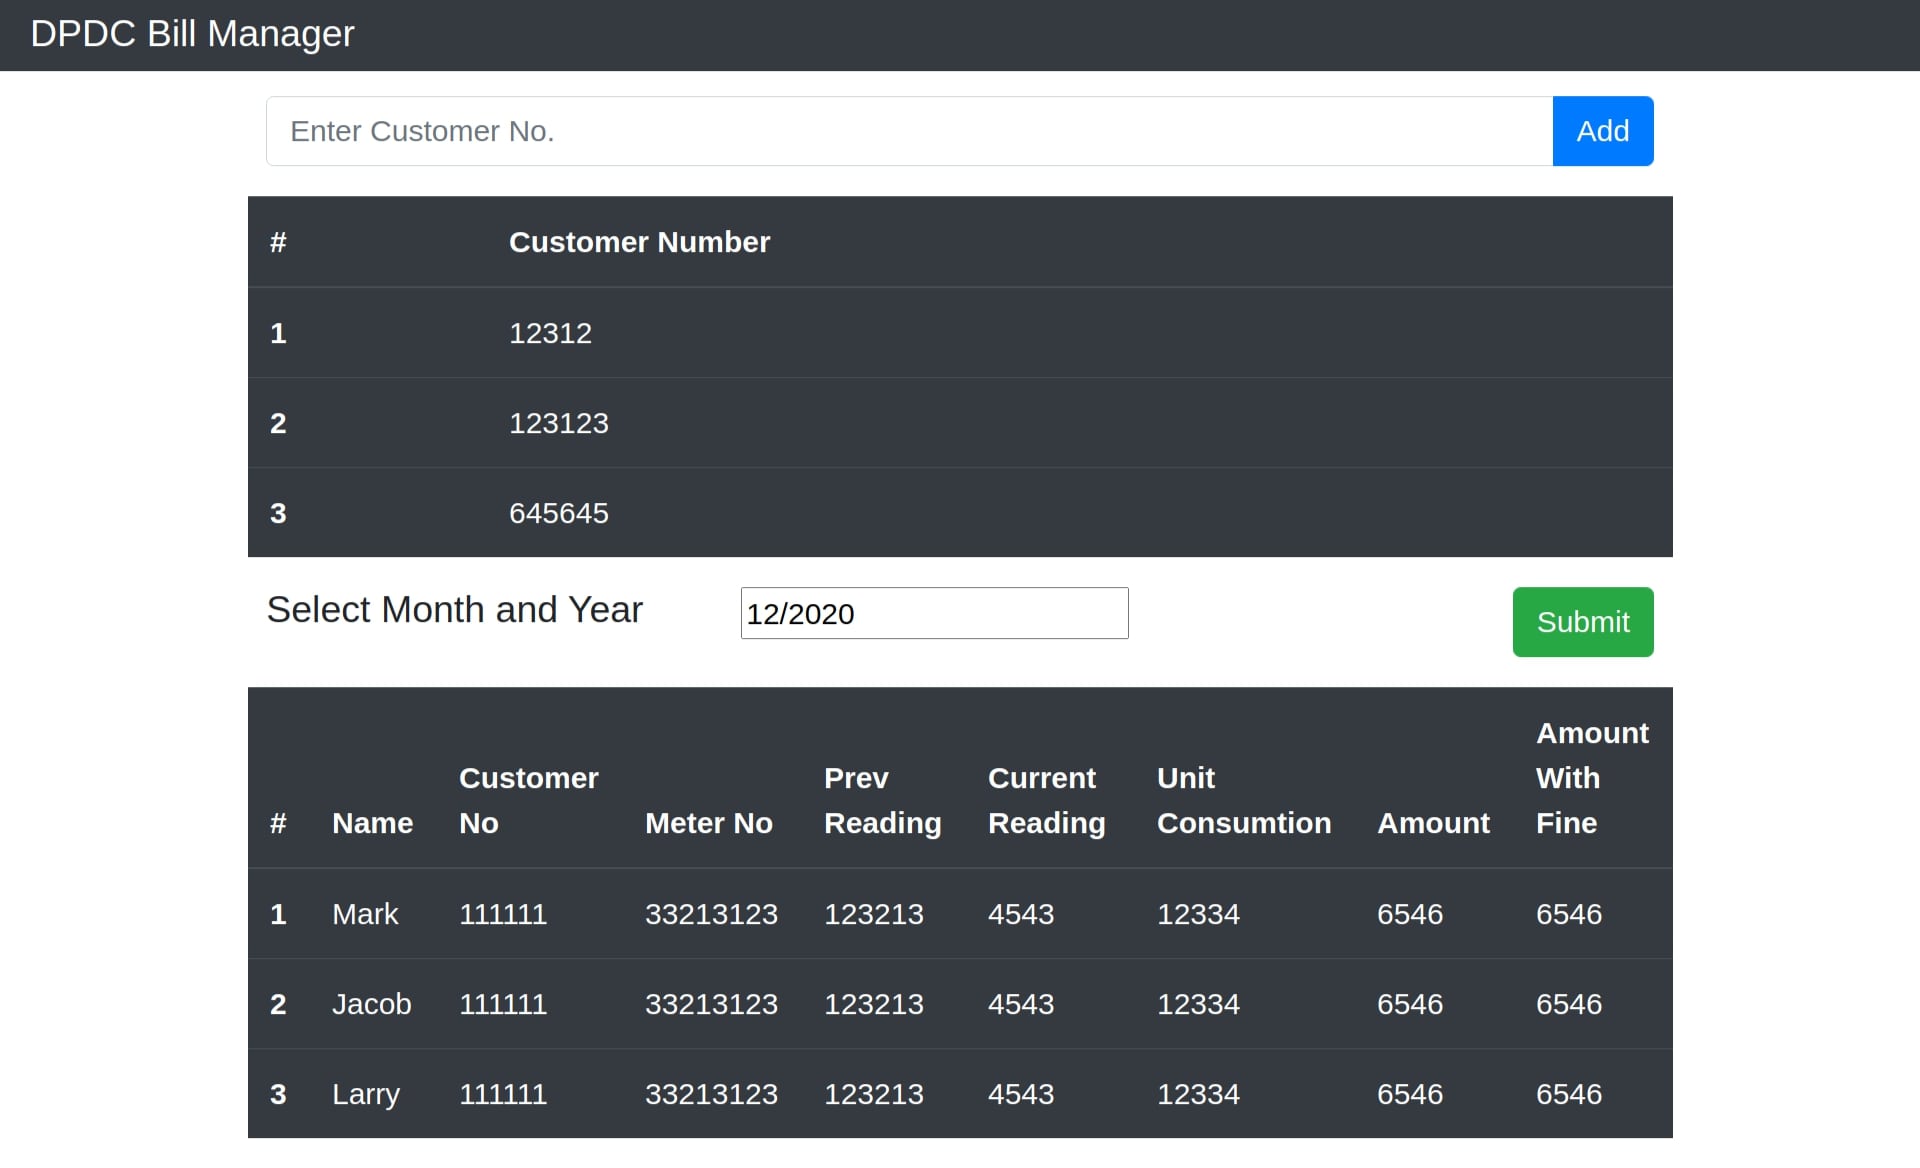 DPDC Bill Manager
Enter Customer No. Add
# Customer Number
1 12312
2 123123
3 645645
Select Month and Year 12/2020 Submit
# Name Customer No Meter No Prev Reading Current Reading Unit Consumtion Amount Amount With Fine
1 Mark 111111 33213123 123213 4543 12334 6546 6546
2 Jacob 111111 33213123 123213 4543 12334 6546 6546
3 Larry 111111 33213123 123213 4543 12334 6546 6546